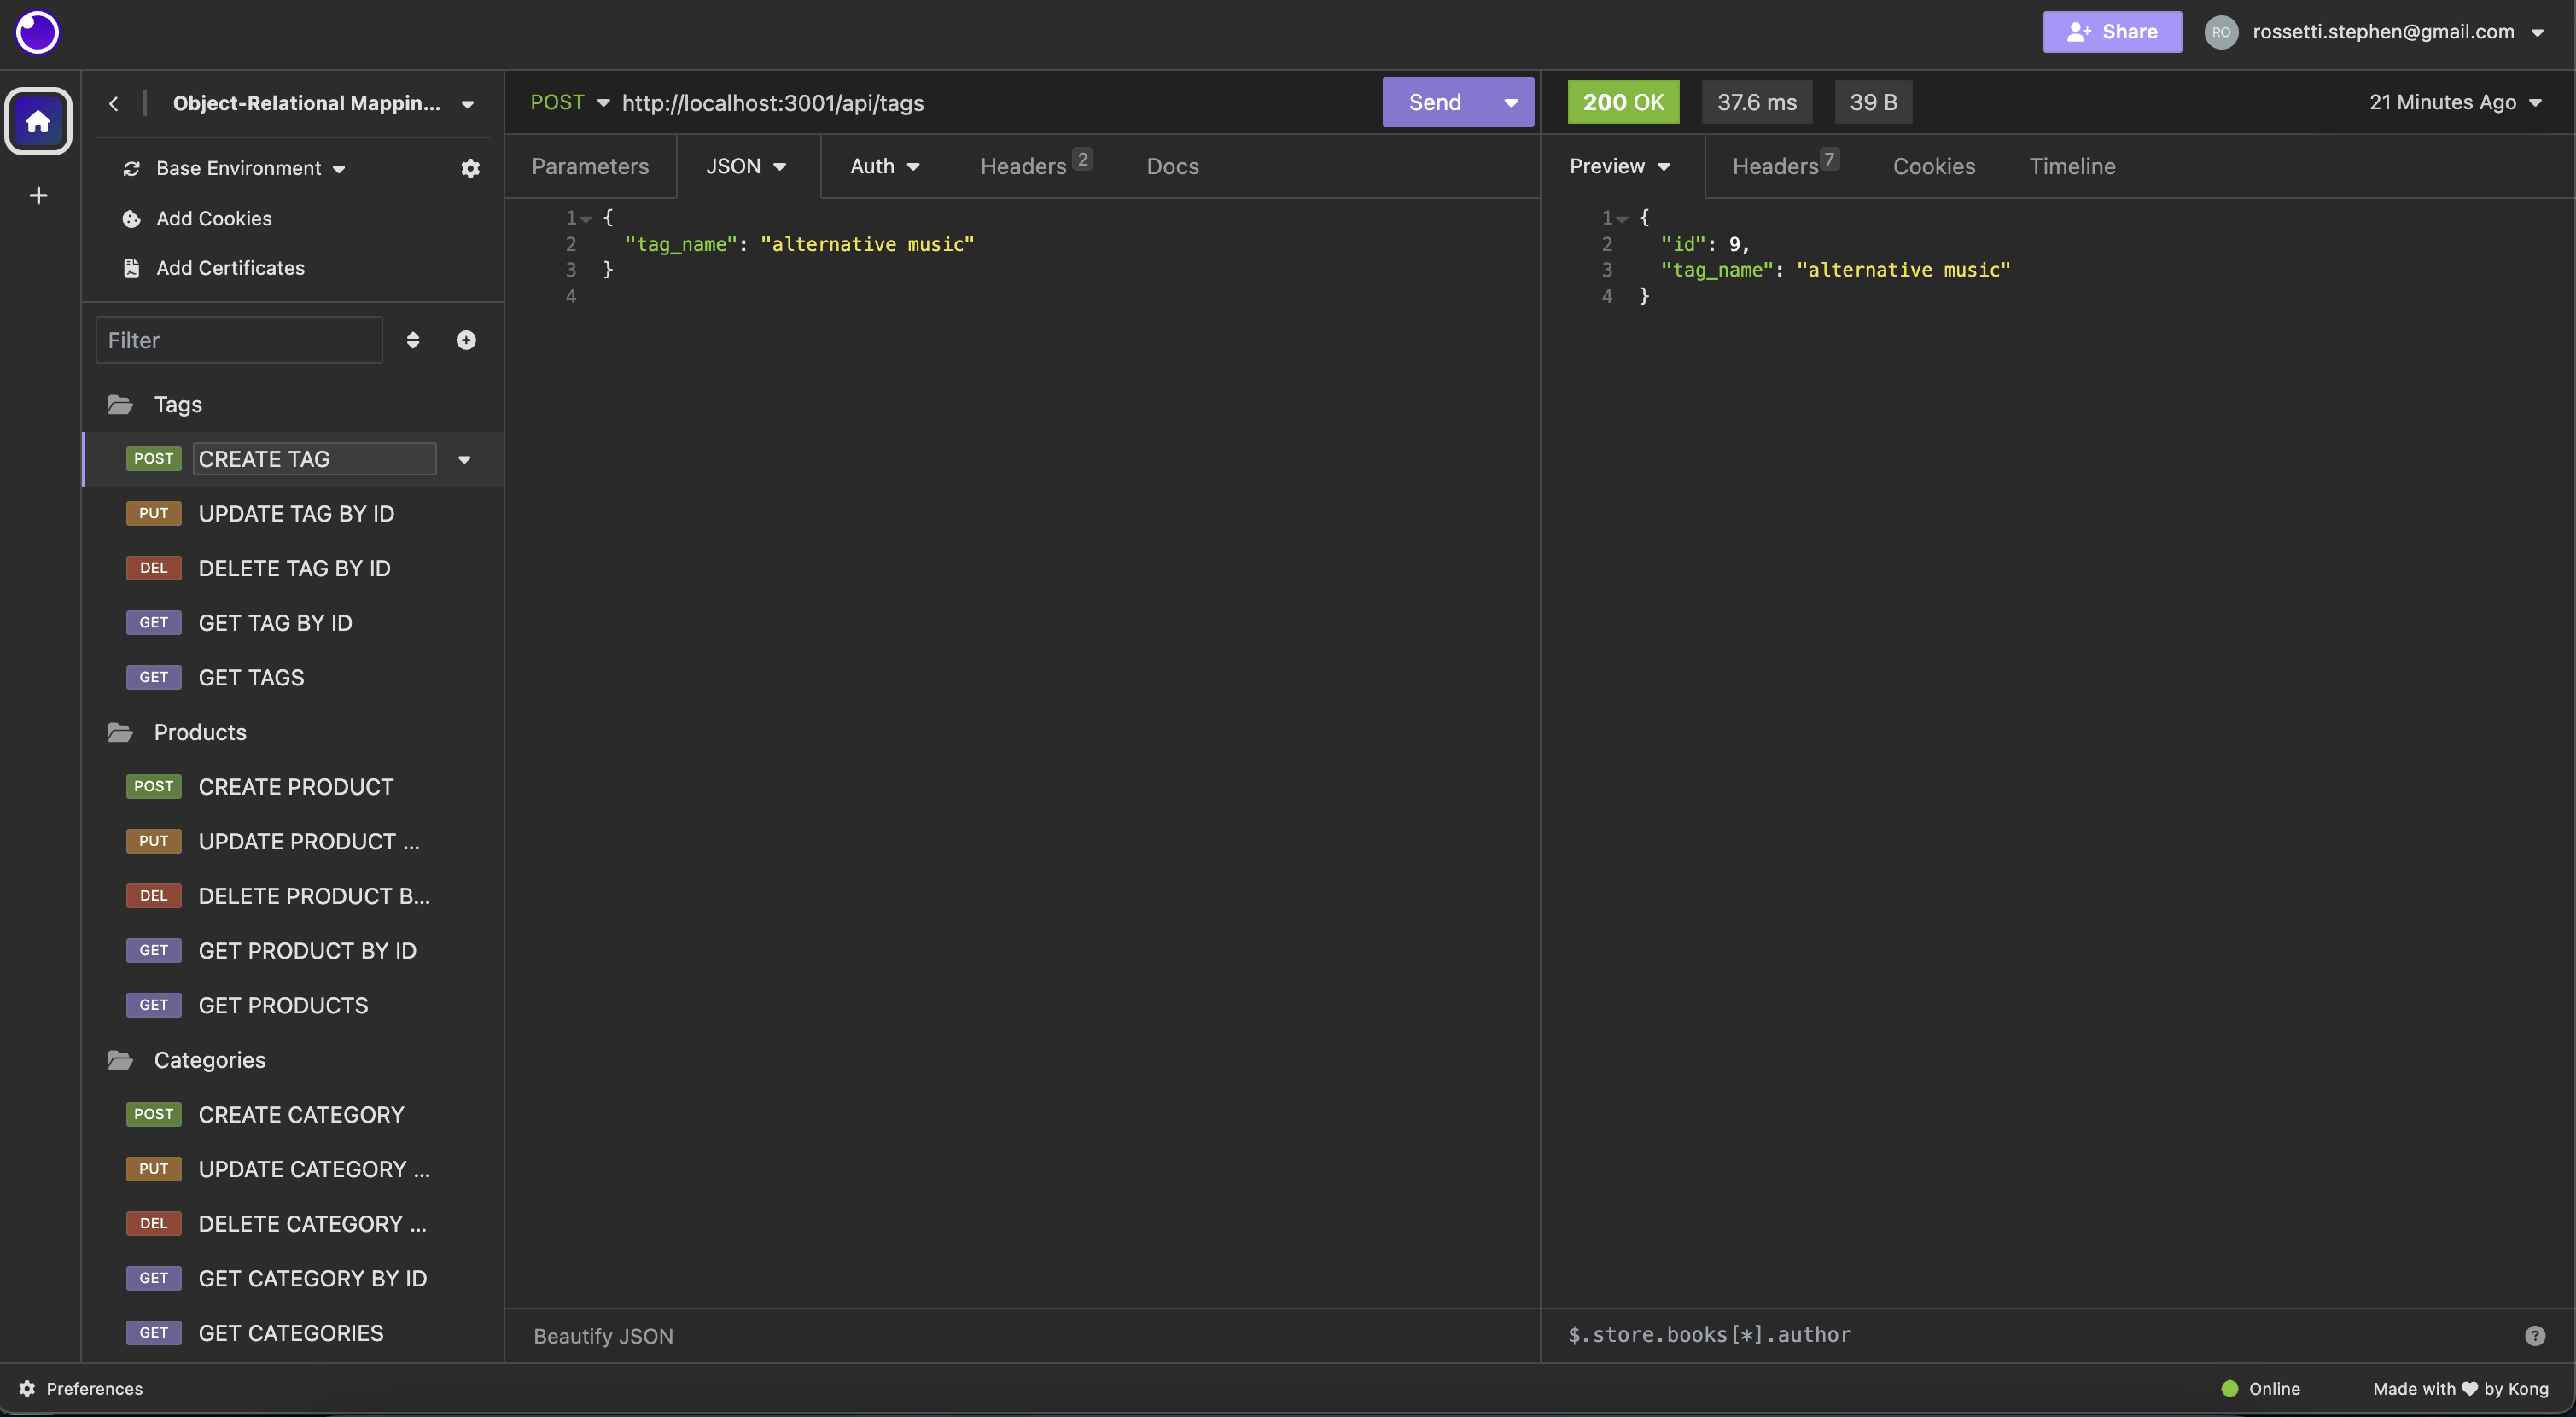 Share
RO
rossetti.stephen@gmail.com
Object-Relational Mappin...
Base Environment
Add Cookies
Add Certificates
Filter
Tags
POST CREATE TAG
PUT UPDATE TAG BY ID
DEL DELETE TAG BY ID
GET GET TAG BY ID
GET GET TAGS
Products
POST CREATE PRODUCT
PUT UPDATE PRODUCT ...
DEL DELETE PRODUCT B...
GET GET PRODUCT BY ID
GET GET PRODUCTS
Categories
POST CREATE CATEGORY
PUT UPDATE CATEGORY ...
DEL DELETE CATEGORY ...
GET GET CATEGORY BY ID
GET GET CATEGORIES
POST http://localhost:3001/api/tags Send
Parameters JSON Auth Headers 2 Docs
1 {
2 "tag_name": "alternative music"
3 }
4
Beautify JSON
200 OK 37.6 ms 39 B 21 Minutes Ago
Preview Headers 7 Cookies Timeline
1 {
2 "id": 9,
3 "tag_name": "alternative music"
4 }
$.store.books[*].author
?
Preferences
Online
Made with ♥ by Kong